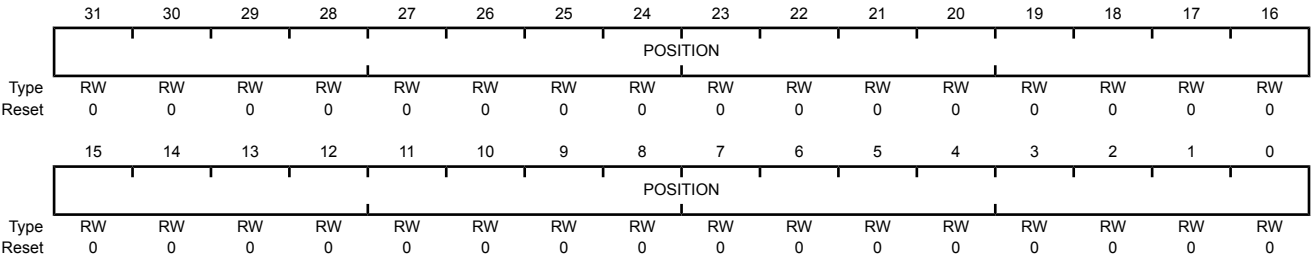 31 30 29 28 27 26 25 24 23 22 21 20 19 18 17 16
POSITION
Type RW RW RW RW RW RW RW RW RW RW RW RW RW RW RW RW
Reset 0 0 0 0 0 0 0 0 0 0 0 0 0 0 0 0
15 14 13 12 11 10 9 8 7 6 5 4 3 2 1 0
POSITION
Type RW RW RW RW RW RW RW RW RW RW RW RW RW RW RW RW
Reset 0 0 0 0 0 0 0 0 0 0 0 0 0 0 0 0